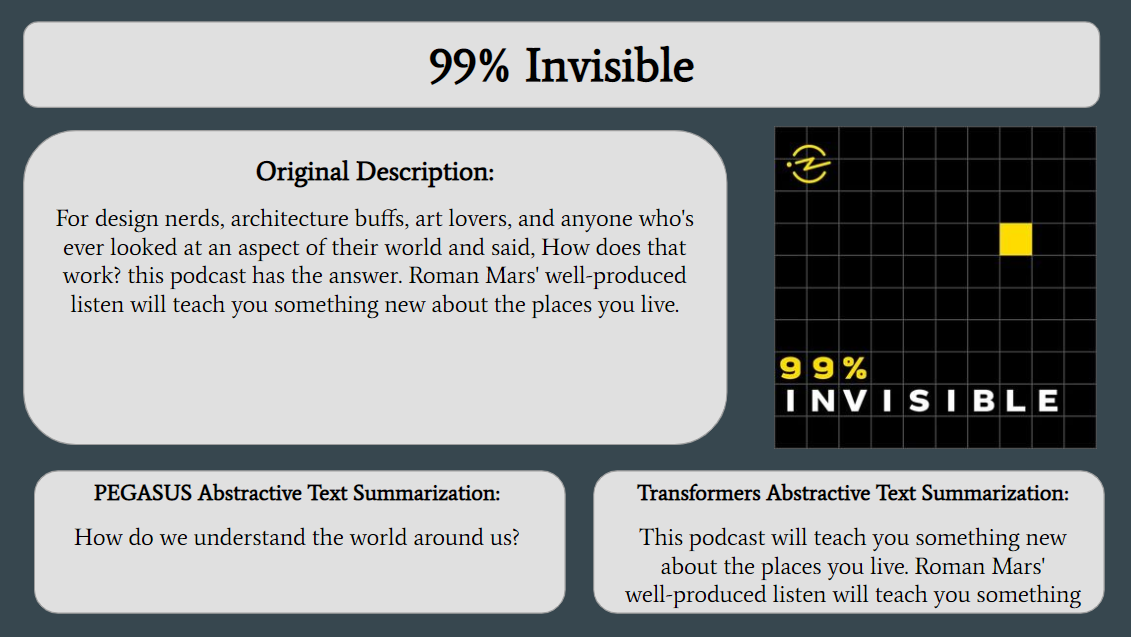 99% Invisible
Original Description:
For design nerds, architecture buffs, art lovers, and anyone who's
ever looked at an aspect of their world and said, How does that
work? this podcast has the answer. Roman Mars' well-produced
listen will teach you something new about the places you live.
99%
INVISIBLE
PEGASUS Abstractive Text Summarization:
How do we understand the world around us?
Transformers Abstractive Text Summarization:
This podcast will teach you something new
about the places you live. Roman Mars'
well-produced listen will teach you something